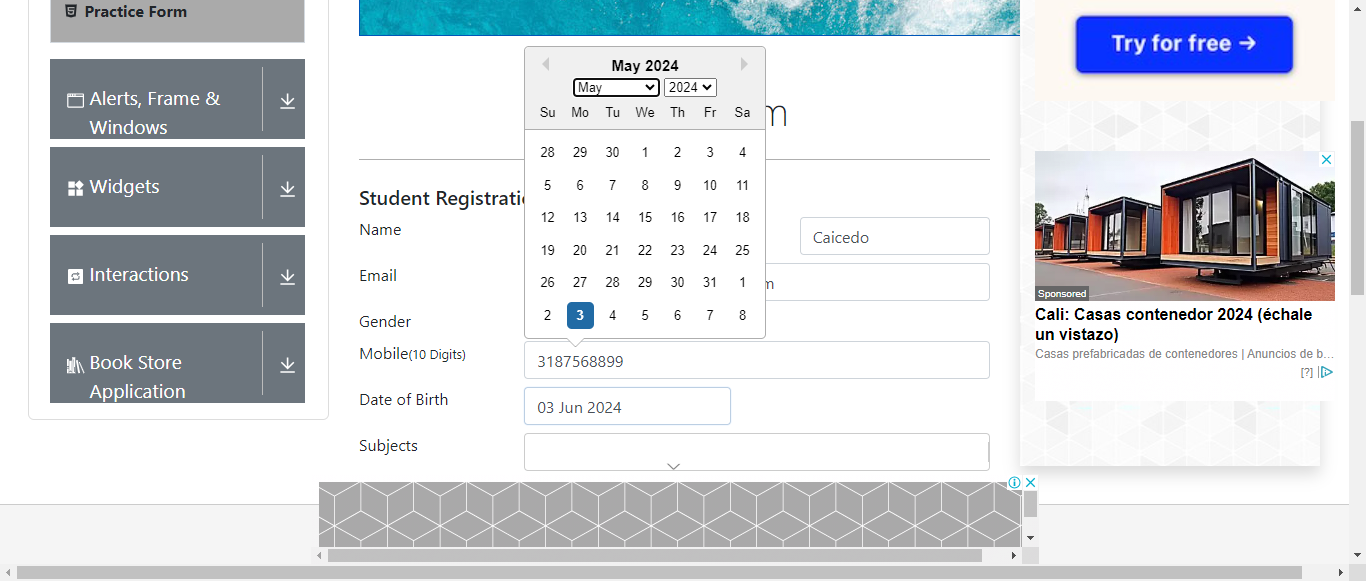 Practice Form
Alerts, Frame &
Windows
Widgets
Interactions
Book Store
Application
May 2024
May
2024
Su Mo Tu We Th Fr Sa
28 29 30 1 2 3 4
5 6 7 8 9 10 11
12 13 14 15 16 17 18
19 20 21 22 23 24 25
26 27 28 29 30 31 1
2 3 4 5 6 7 8
m
Student Registrati
Name
Caicedo
Email
m
Gender
Mobile(10 Digits)
3187568899
Date of Birth
03 Jun 2024
Subjects
Try for free →
Sponsored
Cali: Casas contenedor 2024 (échale
un vistazo)
Casas prefabricadas de contenedores | Anuncios de b...
[?]